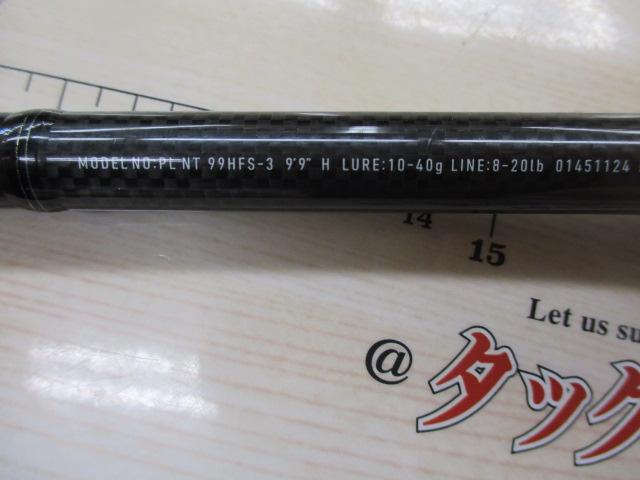 MODEL NO:PL NT 99HFS-3 9'9" H LURE:10-40g LINE:8-20lb 01451124
14
15
Let us su
@ タック